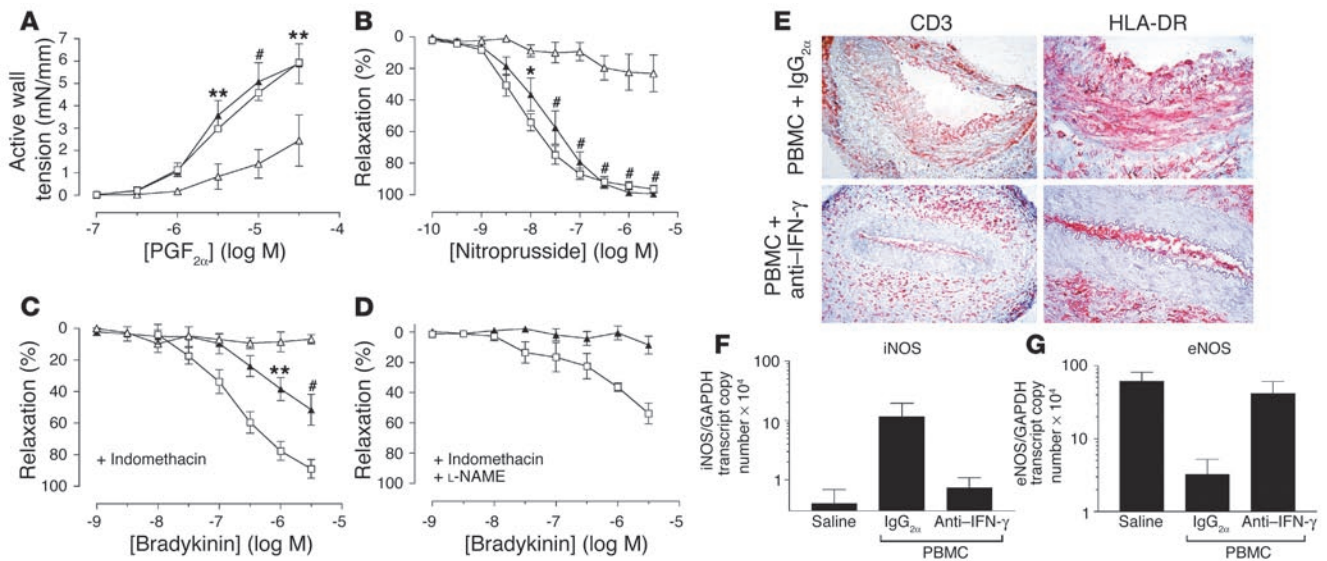 A
Active wall
tension (mN/mm)
7
6
5
4
3
2
1
0
**
#
**
-7
-6
-5
-4
[PGF2α] (log M)
B
Relaxation (%)
0
20
40
60
80
100
*
#
#
#
#
#
-10
-9
-8
-7
-6
-5
[Nitroprusside] (log M)
C
Relaxation (%)
0
20
40
60
80
100
**
#
+ Indomethacin
-9
-8
-7
-6
-5
[Bradykinin] (log M)
D
Relaxation (%)
0
20
40
60
80
100
+ Indomethacin
+ L-NAME
-9
-8
-7
-6
-5
[Bradykinin] (log M)
E
CD3
HLA-DR
PBMC + IgG2α
PBMC +
anti–IFN-γ
F
iNOS
iNOS/GAPDH
transcript copy
number × 10⁴
100
10
1
Saline
IgG2α
Anti–IFN-γ
PBMC
G
eNOS
eNOS/GAPDH
transcript copy
number × 10⁴
100
10
1
Saline
IgG2α
Anti–IFN-γ
PBMC